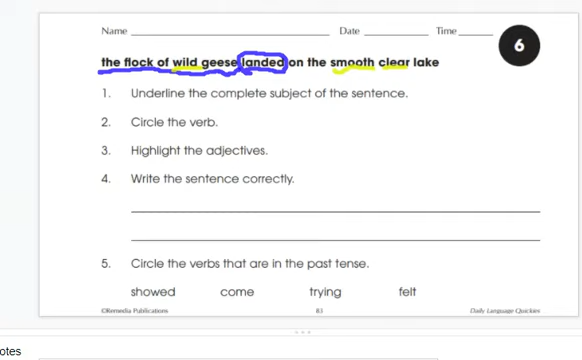 Name ______ Date ______ Time ______
6
the flock of wild geese landed on the smooth clear lake
1. Underline the complete subject of the sentence.
2. Circle the verb.
3. Highlight the adjectives.
4. Write the sentence correctly.
5. Circle the verbs that are in the past tense.
showed come trying felt
©Remedia Publications 83 Daily Language Quickies
otes